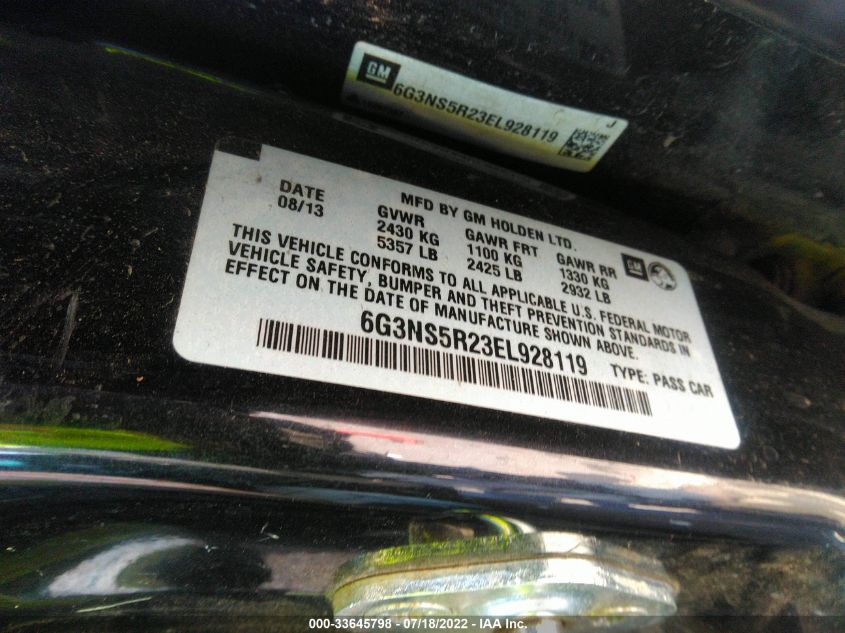 GM
6G3NS5R23EL928119
J
MFD BY GM HOLDEN LTD.
DATE
08/13
GVWR
2430 KG
5357 LB
GAWR FRT
1100 KG
2425 LB
GAWR RR
1330 KG
2932 LB
GM
THIS VEHICLE CONFORMS TO ALL APPLICABLE U.S. FEDERAL MOTOR
VEHICLE SAFETY, BUMPER AND THEFT PREVENTION STANDARDS IN
EFFECT ON THE DATE OF MANUFACTURE SHOWN ABOVE.
6G3NS5R23EL928119
TYPE: PASS CAR
000-33645798 - 07/18/2022 - IAA Inc.